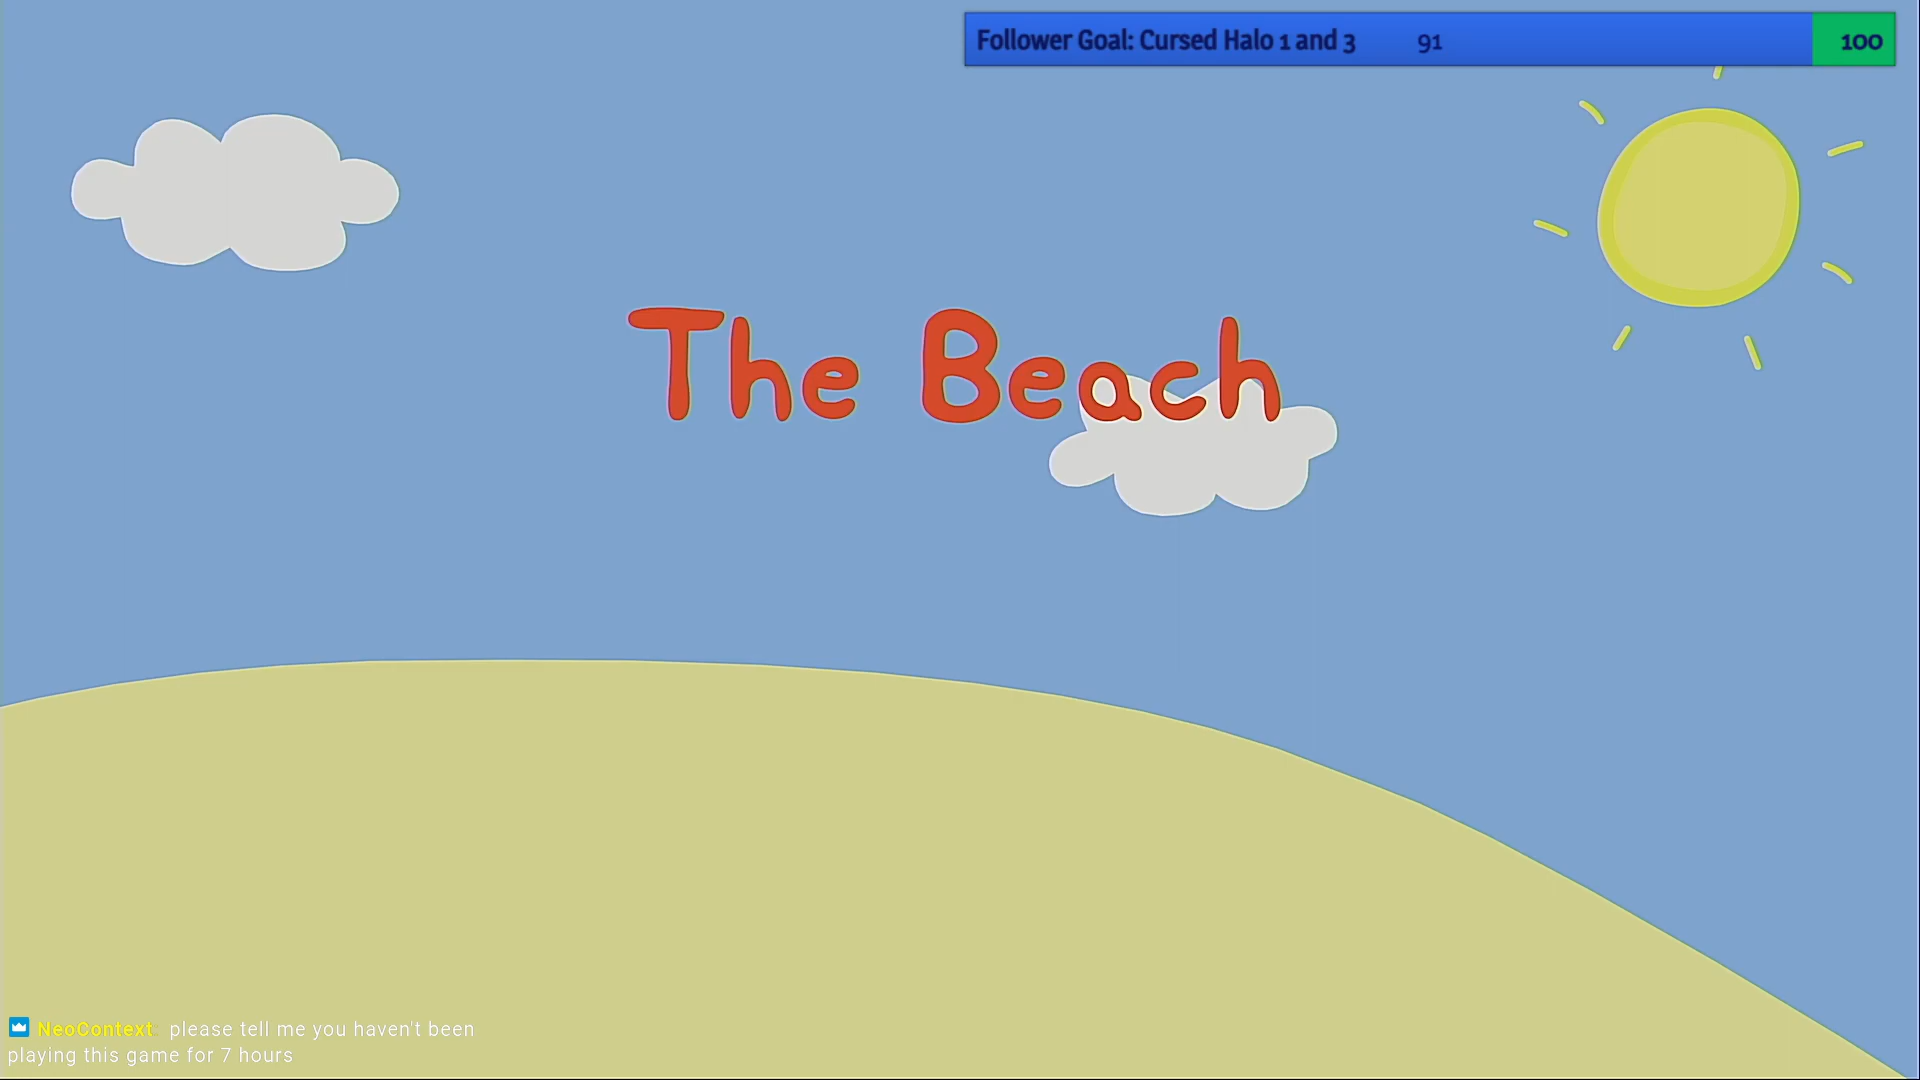 Follower Goal: Cursed Halo 1 and 3 91 100
The Beach
NeoContext: please tell me you haven't been
playing this game for 7 hours